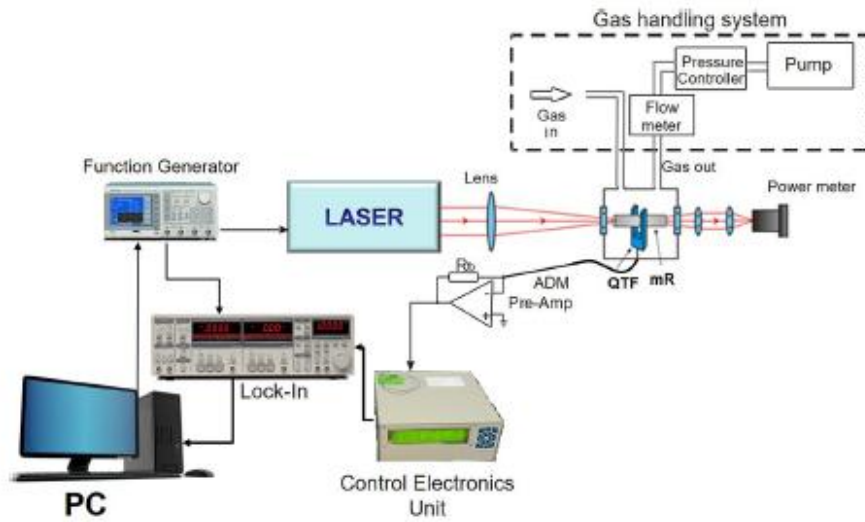 Gas handling system
Pressure
Controller
Pump
Gas
in
Flow
meter
Gas out
Function Generator
Lens
Power meter
LASER
QTF
mR
ADM
Pre-Amp
Lock-In
Control Electronics
Unit
PC